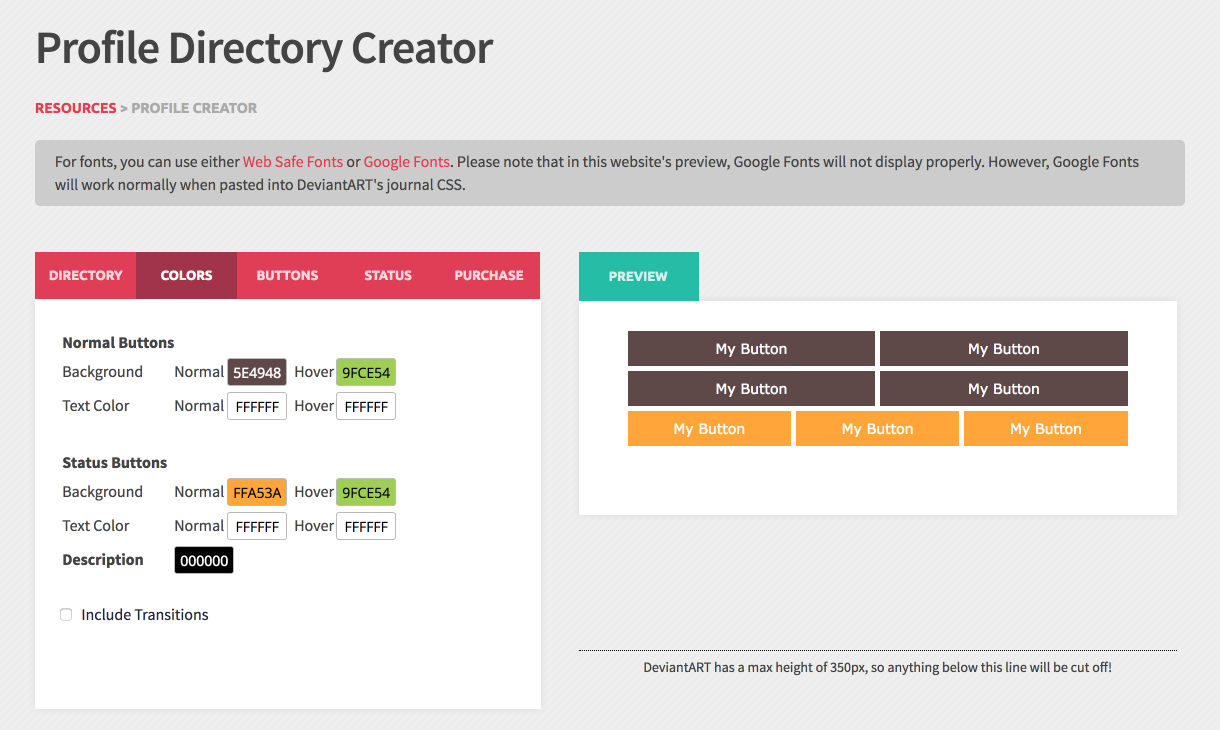 Profile Directory Creator
RESOURCES > PROFILE CREATOR
For fonts, you can use either Web Safe Fonts or Google Fonts. Please note that in this website's preview, Google Fonts will not display properly. However, Google Fonts
will work normally when pasted into DeviantART's journal CSS.
DIRECTORY COLORS BUTTONS STATUS PURCHASE
Normal Buttons
Background Normal 5E4948 Hover 9FCE54
Text Color Normal FFFFFF Hover FFFFFF
Status Buttons
Background Normal FFA53A Hover 9FCE54
Text Color Normal FFFFFF Hover FFFFFF
Description 000000
Include Transitions
PREVIEW
My Button My Button
My Button My Button
My Button My Button My Button
DeviantART has a max height of 350px, so anything below this line will be cut off!